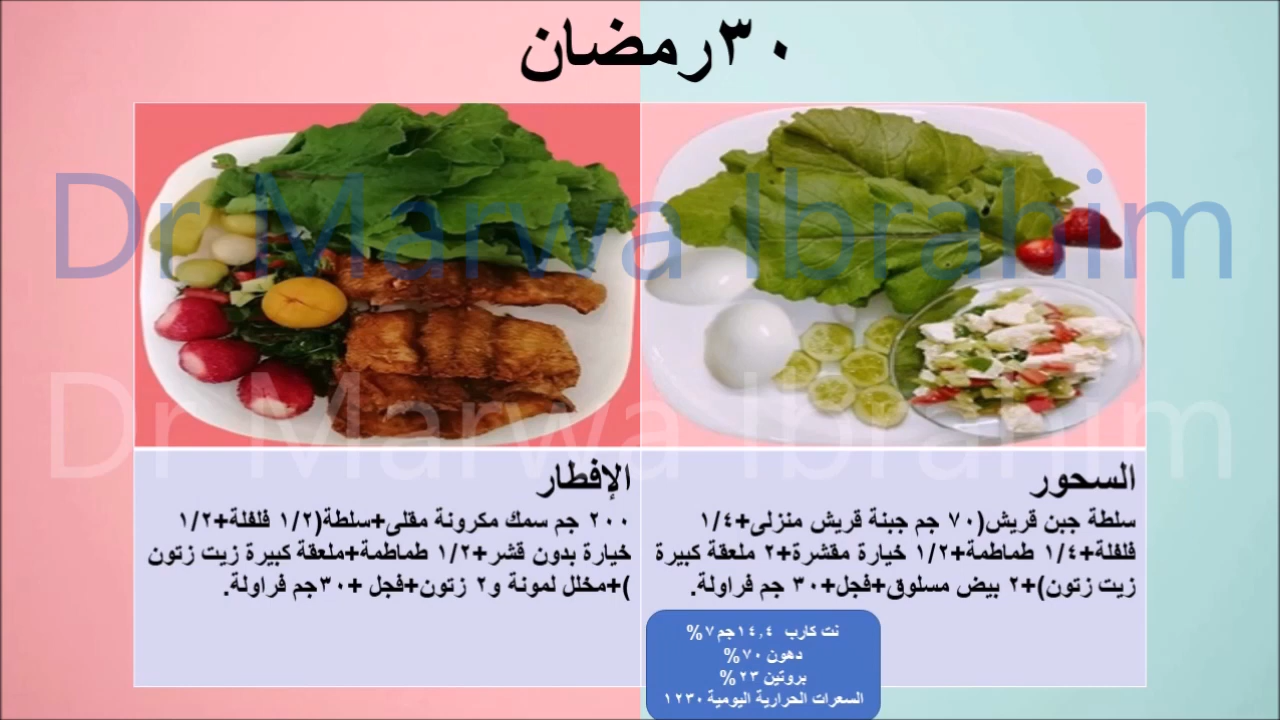 ٣٠رمضان
Dr Marwa Ibrahim
Dr Marwa Ibrahim
السحور
سلطة جبن قريش(٧٠ جم جبنة قريش منزلى+١/٤
فلفلة+١/٤ طماطمة+١/٢ خيارة مقشرة+٢ ملعقة كبيرة
زيت زتون)+٢ بيض مسلوق+فجل+٣٠ جم فراولة.
الإفطار
٢٠٠ جم سمك مكرونة مقلى+سلطة(١/٢ فلفلة+١/٢
خيارة بدون قشر+١/٢ طماطمة+ملعقة كبيرة زيت زتون
)+مخلل لمونة و٢ زتون+فجل +٣٠جم فراولة.
نت كارب ١٤,٤جم٧%
دهون ٧٠%
بروتين ٢٣%
السعرات الحرارية اليومية ١٢٣٠